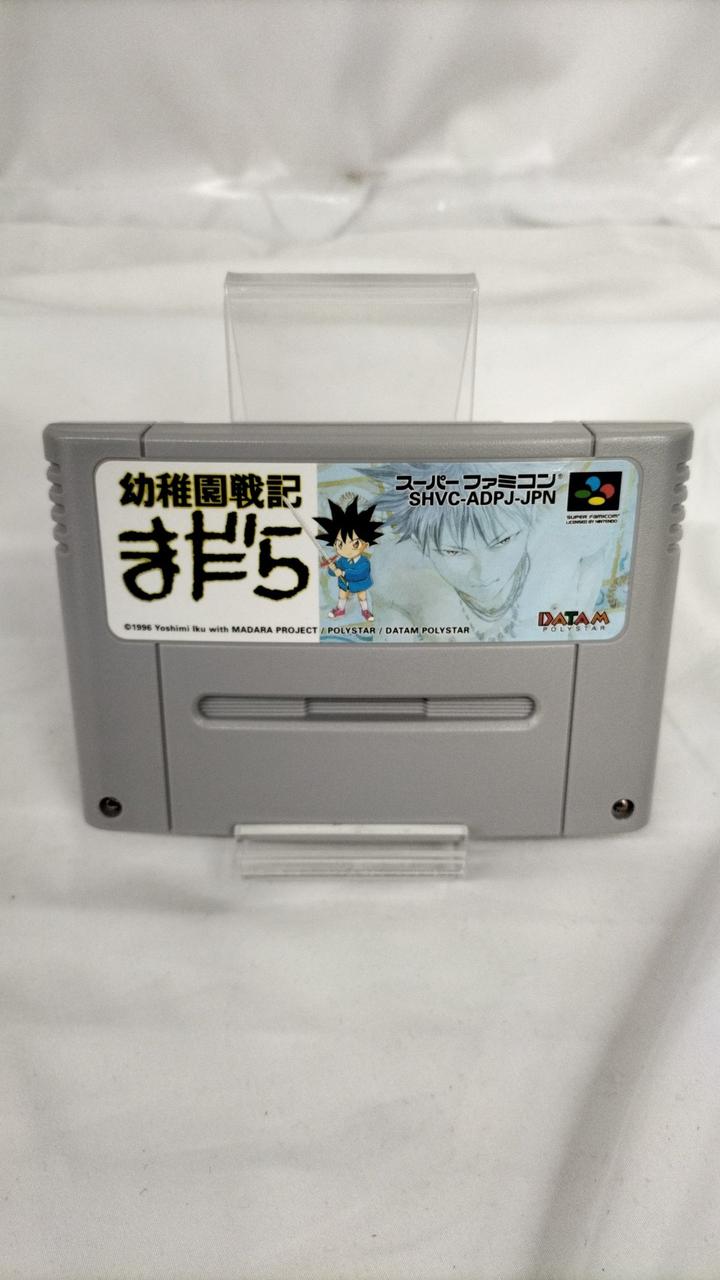 幼稚園戦記
まだら
スーパーファミコン®
SHVC-ADPJ-JPN
SUPER FAMICOM®
LICENSED BY NINTENDO
DATAM
POLYSTAR
©1996 Yoshimi Iku with MADARA PROJECT / POLYSTAR / DATAM POLYSTAR